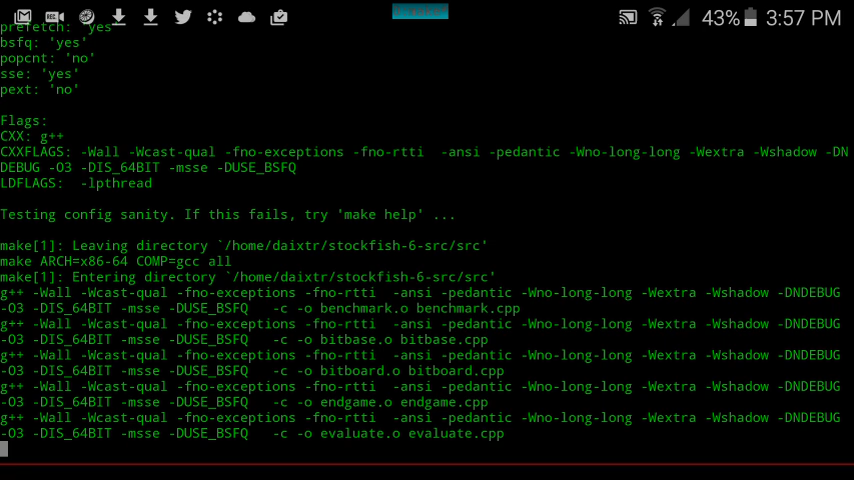 REC
43% 3:57 PM
prefetch: 'yes'
bsfq: 'yes'
popcnt: 'no'
sse: 'yes'
pext: 'no'
Flags:
CXX: g++
CXXFLAGS: -Wall -Wcast-qual -fno-exceptions -fno-rtti  -ansi -pedantic -Wno-long-long -Wextra -Wshadow -DN
DEBUG -O3 -DIS_64BIT -msse -DUSE_BSFQ
LDFLAGS:  -lpthread
Testing config sanity. If this fails, try 'make help' ...
make[1]: Leaving directory `/home/daixtr/stockfish-6-src/src'
make ARCH=x86-64 COMP=gcc all
make[1]: Entering directory `/home/daixtr/stockfish-6-src/src'
g++ -Wall -Wcast-qual -fno-exceptions -fno-rtti  -ansi -pedantic -Wno-long-long -Wextra -Wshadow -DNDEBUG
-O3 -DIS_64BIT -msse -DUSE_BSFQ   -c -o benchmark.o benchmark.cpp
g++ -Wall -Wcast-qual -fno-exceptions -fno-rtti  -ansi -pedantic -Wno-long-long -Wextra -Wshadow -DNDEBUG
-O3 -DIS_64BIT -msse -DUSE_BSFQ   -c -o bitbase.o bitbase.cpp
g++ -Wall -Wcast-qual -fno-exceptions -fno-rtti  -ansi -pedantic -Wno-long-long -Wextra -Wshadow -DNDEBUG
-O3 -DIS_64BIT -msse -DUSE_BSFQ   -c -o bitboard.o bitboard.cpp
g++ -Wall -Wcast-qual -fno-exceptions -fno-rtti  -ansi -pedantic -Wno-long-long -Wextra -Wshadow -DNDEBUG
-O3 -DIS_64BIT -msse -DUSE_BSFQ   -c -o endgame.o endgame.cpp
g++ -Wall -Wcast-qual -fno-exceptions -fno-rtti  -ansi -pedantic -Wno-long-long -Wextra -Wshadow -DNDEBUG
-O3 -DIS_64BIT -msse -DUSE_BSFQ   -c -o evaluate.o evaluate.cpp